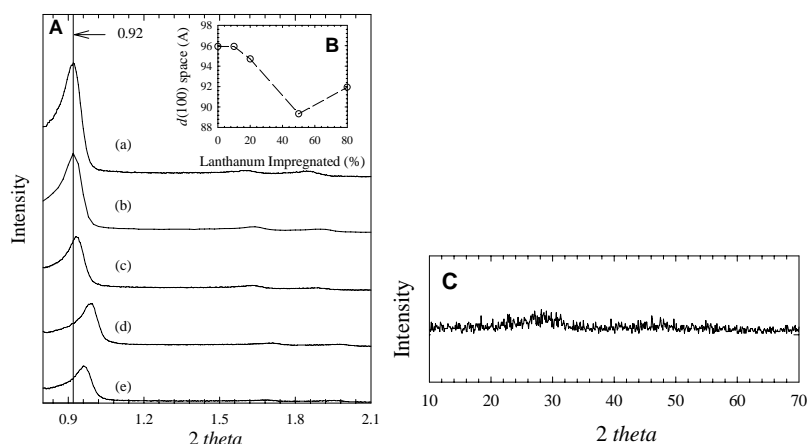 A
0.92
B
d(100) space (A)
96
95
94
92
91
90
88
0
20
40
60
80
Lanthanum Impregnated (%)
(a)
(b)
(c)
(d)
(e)
Intensity
0.9
1.2
1.5
1.8
2.1
2 theta
C
Intensity
10
20
30
40
50
60
70
2 theta